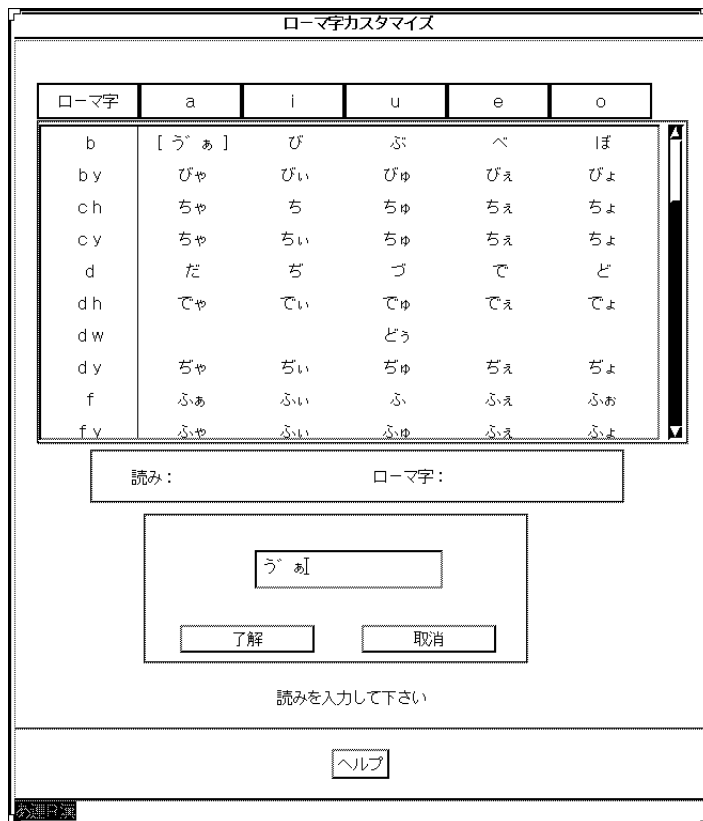 ローマ字カスタマイズ
ローマ字 a i u e o
b [う゛ぁ] び ぶ べ ぼ
by びゃ びぃ びゅ びぇ びょ
ch ちゃ ち ちゅ ちぇ ちょ
cy ちゃ ちぃ ちゅ ちぇ ちょ
d だ ぢ づ で ど
dh でゃ でぃ でゅ でぇ でょ
dw どぅ
dy ぢゃ ぢぃ ぢゅ ぢぇ ぢょ
f ふぁ ふぃ ふ ふぇ ふぉ
fy ふゃ ふぃ ふゅ ふぇ ふょ
読み: ローマ字:
う゛ぁ
了解 取消
読みを入力して下さい
ヘルプ
あ連R漢